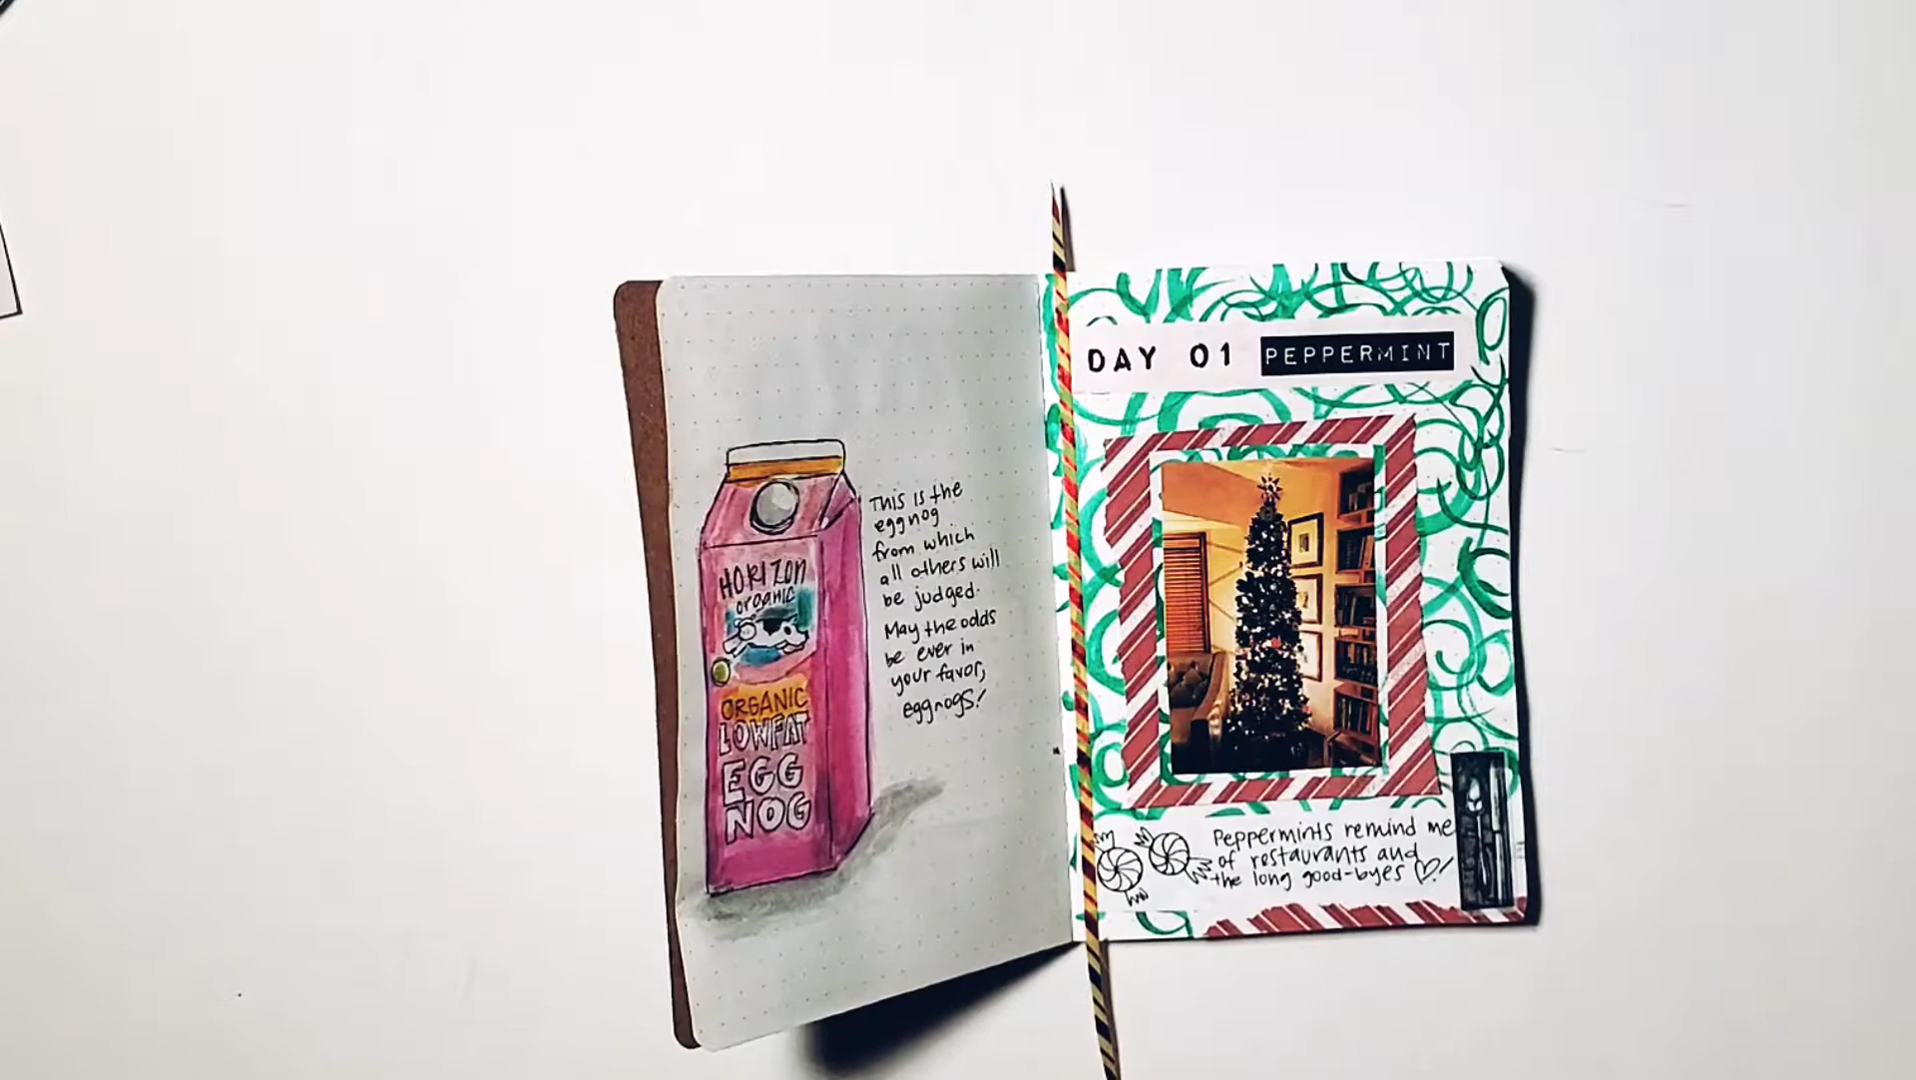 HORIZON
organic
ORGANIC
LOWFAT
EGG
NOG
This is the
eggnog
from which
all others will
be judged.
May the odds
be ever in
your favor,
eggnogs!
DAY 01 PEPPERMINT
Peppermints remind me
of restaurants and
the long good-byes